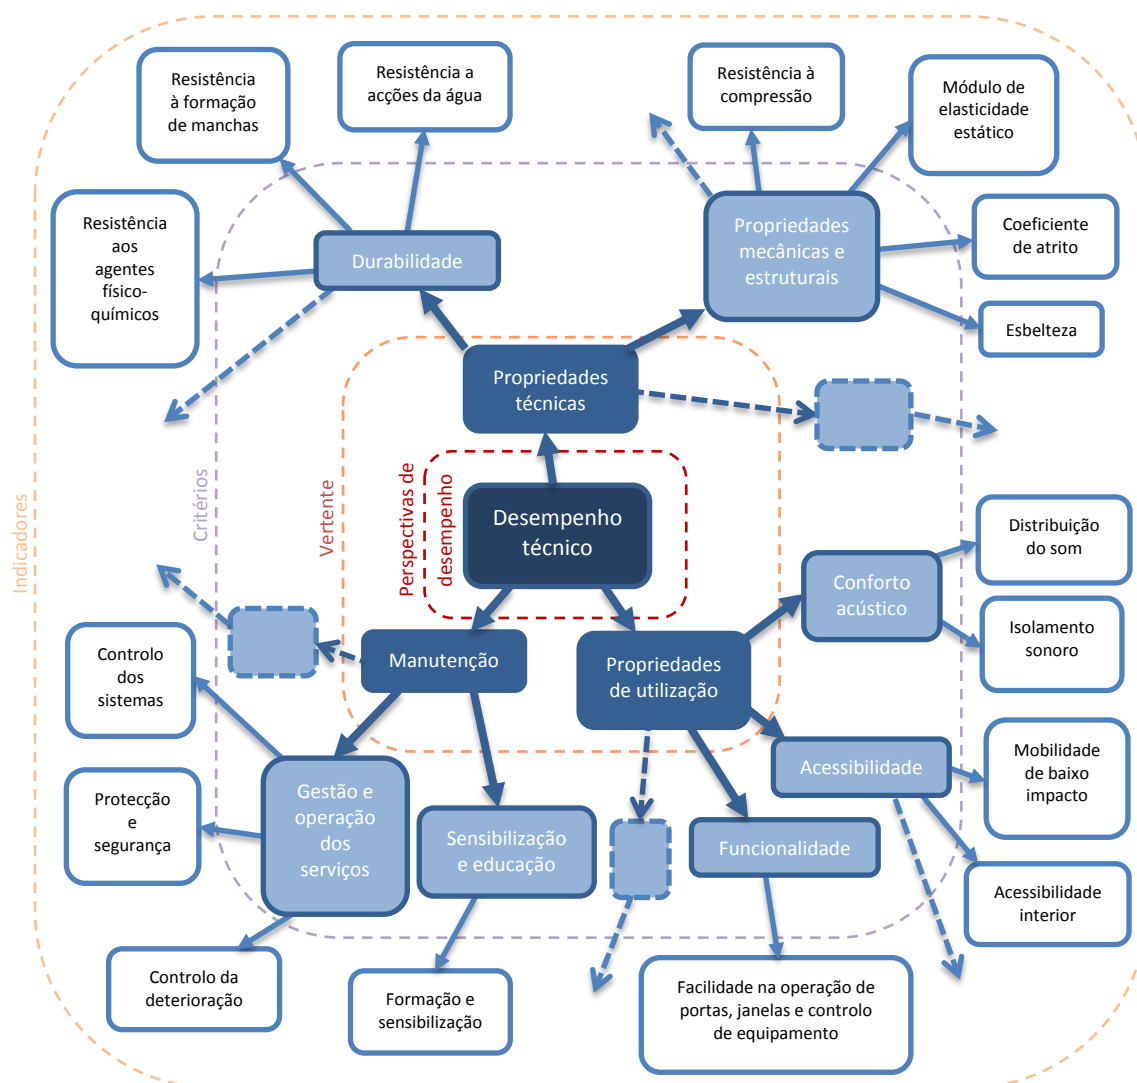 Resistência
à formação
de manchas
Resistência a
acções da água
Resistência à
compressão
Módulo de
elasticidade
estático
Resistência
aos
agentes
físico-
químicos
Durabilidade
Propriedades
mecânicas e
estruturais
Coeficiente
de atrito
Esbelteza
Propriedades
técnicas
Indicadores
Critérios
Vertente
Perspectivas de
desempenho
Desempenho
técnico
Distribuição
do som
Conforto
acústico
Isolamento
sonoro
Manutenção
Propriedades
de utilização
Controlo
dos
sistemas
Mobilidade
de baixo
impacto
Acessibilidade
Protecção
e
segurança
Gestão e
operação
dos
serviços
Sensibilização
e educação
Funcionalidade
Acessibilidade
interior
Controlo da
deterioração
Formação e
sensibilização
Facilidade na operação de
portas, janelas e controlo
de equipamento